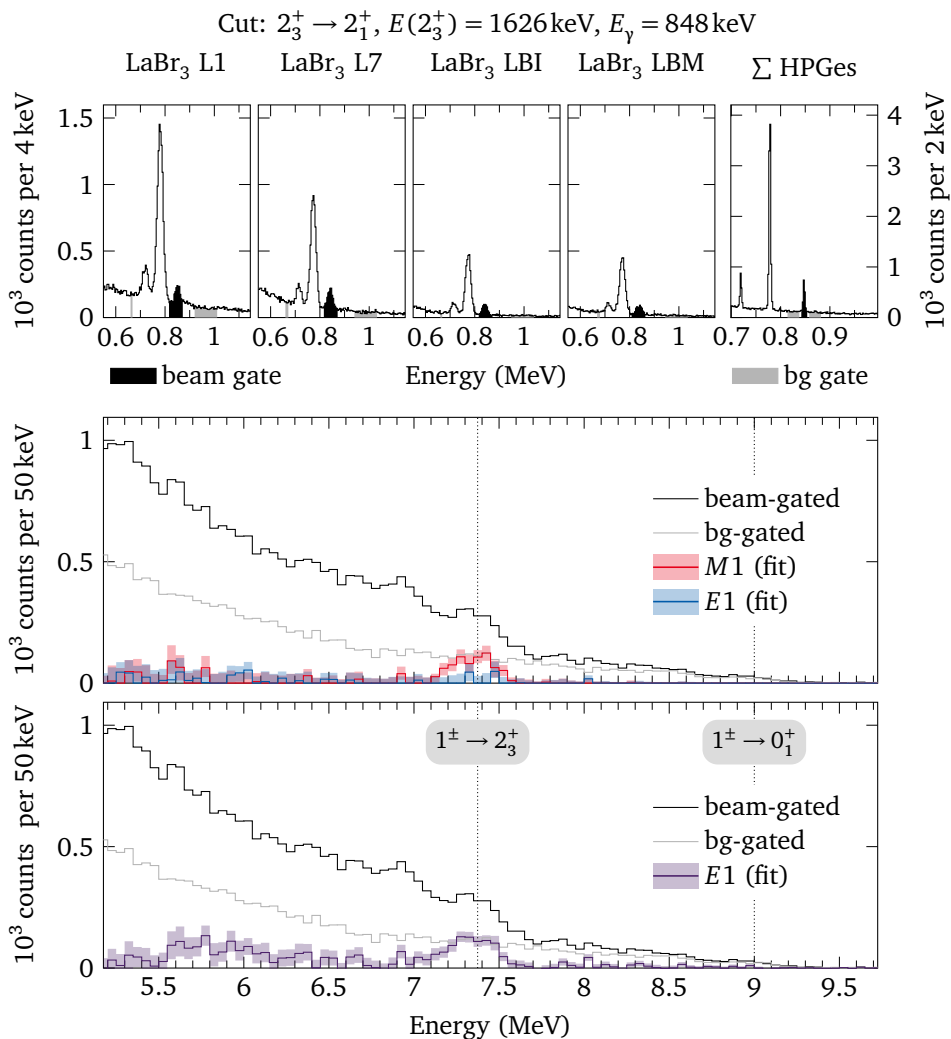 Cut: 2₃⁺ → 2₁⁺, E(2₃⁺) = 1626 keV, Eγ = 848 keV
LaBr₃ L1 LaBr₃ L7 LaBr₃ LBI LaBr₃ LBM ∑ HPGes
10³ counts per 4 keV
1.5
1
0.5
0
4
3
2
1
0
10³ counts per 2 keV
0.6 0.8 1 0.6 0.8 1 0.6 0.8 1 0.6 0.8 1 0.7 0.8 0.9
beam gate Energy (MeV) bg gate
10³ counts per 50 keV
1
0.5
0
beam-gated
bg-gated
M1 (fit)
E1 (fit)
10³ counts per 50 keV
1
0.5
0
1± → 2₃⁺ 1± → 0₁⁺
beam-gated
bg-gated
E1 (fit)
5.5 6 6.5 7 7.5 8 8.5 9 9.5
Energy (MeV)